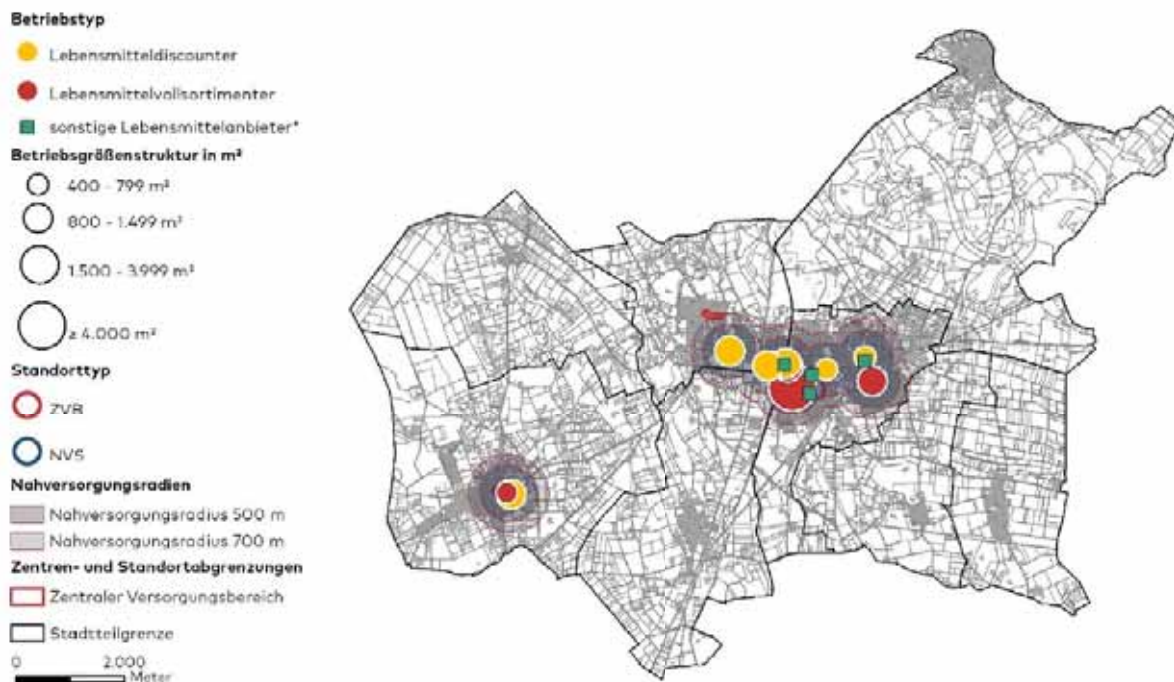 Betriebstyp
Lebensmitteldiscounter
Lebensmittelvollsortimenter
sonstige Lebensmittelanbieter*
Betriebsgrößenstruktur in m²
400 - 799 m²
800 - 1.499 m²
1.500 - 3.999 m²
≥ 4.000 m²
Standorttyp
ZVB
NVS
Nahversorgungsradien
Nahversorgungsradius 500 m
Nahversorgungsradius 700 m
Zentren- und Standortabgrenzungen
Zentraler Versorgungsbereich
Stadtteilgrenze
0 2.000
Meter